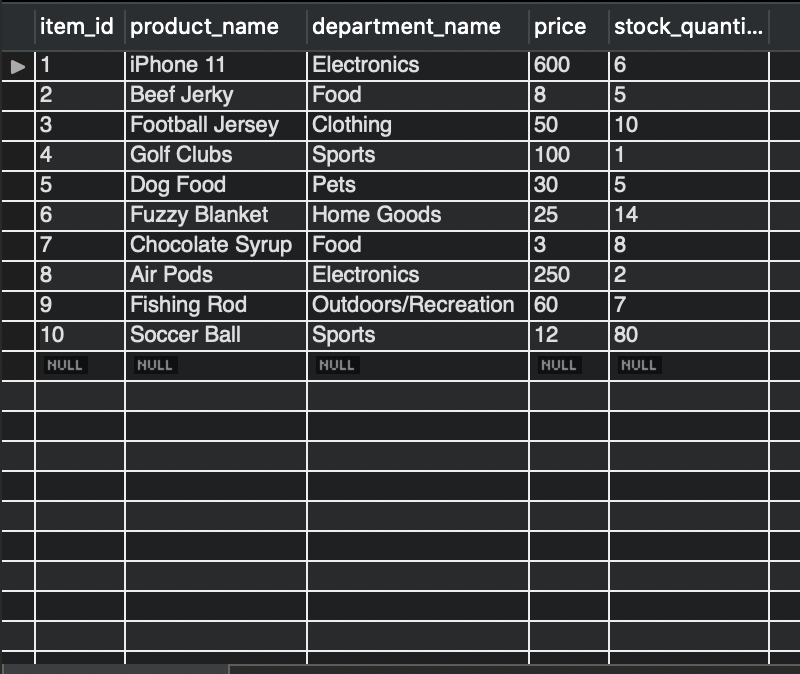 item_id product_name department_name price stock_quanti...
1 iPhone 11 Electronics 600 6
2 Beef Jerky Food 8 5
3 Football Jersey Clothing 50 10
4 Golf Clubs Sports 100 1
5 Dog Food Pets 30 5
6 Fuzzy Blanket Home Goods 25 14
7 Chocolate Syrup Food 3 8
8 Air Pods Electronics 250 2
9 Fishing Rod Outdoors/Recreation 60 7
10 Soccer Ball Sports 12 80
NULL NULL NULL NULL NULL